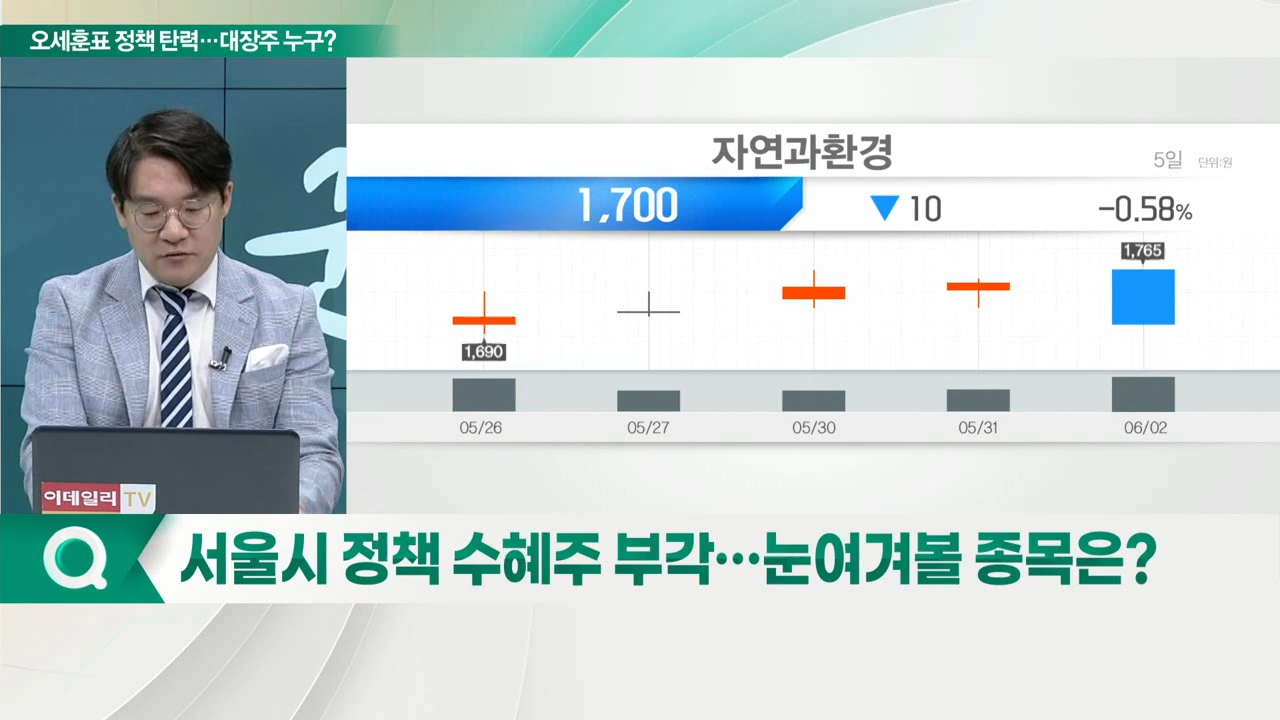 오세훈표 정책 탄력…대장주 누구?
자연과환경
5일 단위:원
1,700 ▼10 -0.58%
1,765
1,690
05/26 05/27 05/30 05/31 06/02
이데일리TV
서울시 정책 수혜주 부각…눈여겨볼 종목은?